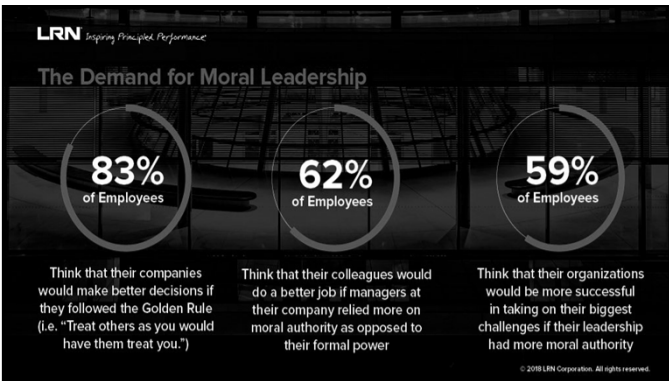 LRN Inspiring Principled Performance
The Demand for Moral Leadership
83%
of Employees
Think that their companies
would make better decisions if
they followed the Golden Rule
(i.e. “Treat others as you would
have them treat you.”)
62%
of Employees
Think that their colleagues would
do a better job if managers at
their company relied more on
moral authority as opposed to
their formal power
59%
of Employees
Think that their organizations
would be more successful
in taking on their biggest
challenges if their leadership
had more moral authority
© 2018 LRN Corporation. All rights reserved.